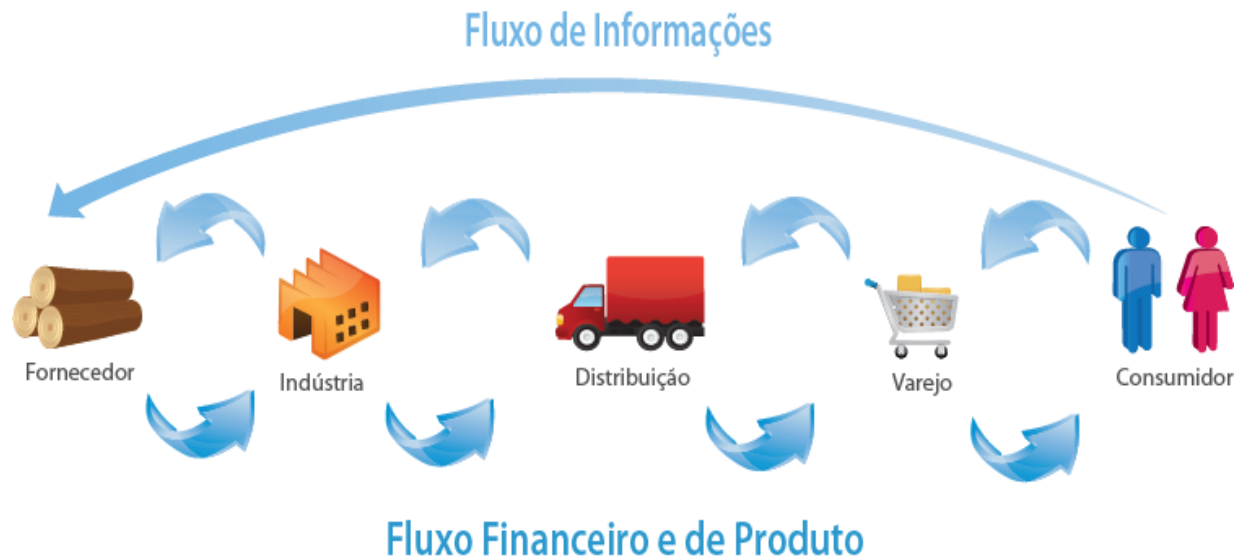 Fluxo de Informações
Fornecedor
Indústria
Distribuição
Varejo
Consumidor
Fluxo Financeiro e de Produto